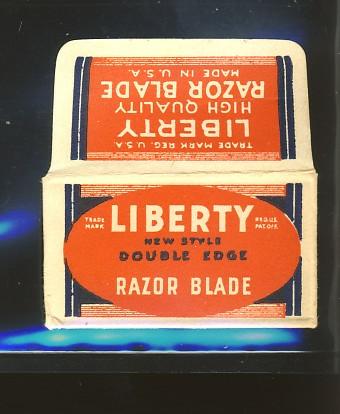 TRADE MARK REG. U.S.A.
LIBERTY
HIGH QUALITY
RAZOR BLADE
MADE IN U.S.A.
TRADE MARK
LIBERTY
REG. U.S. PAT. OFF.
NEW STYLE
DOUBLE EDGE
RAZOR BLADE